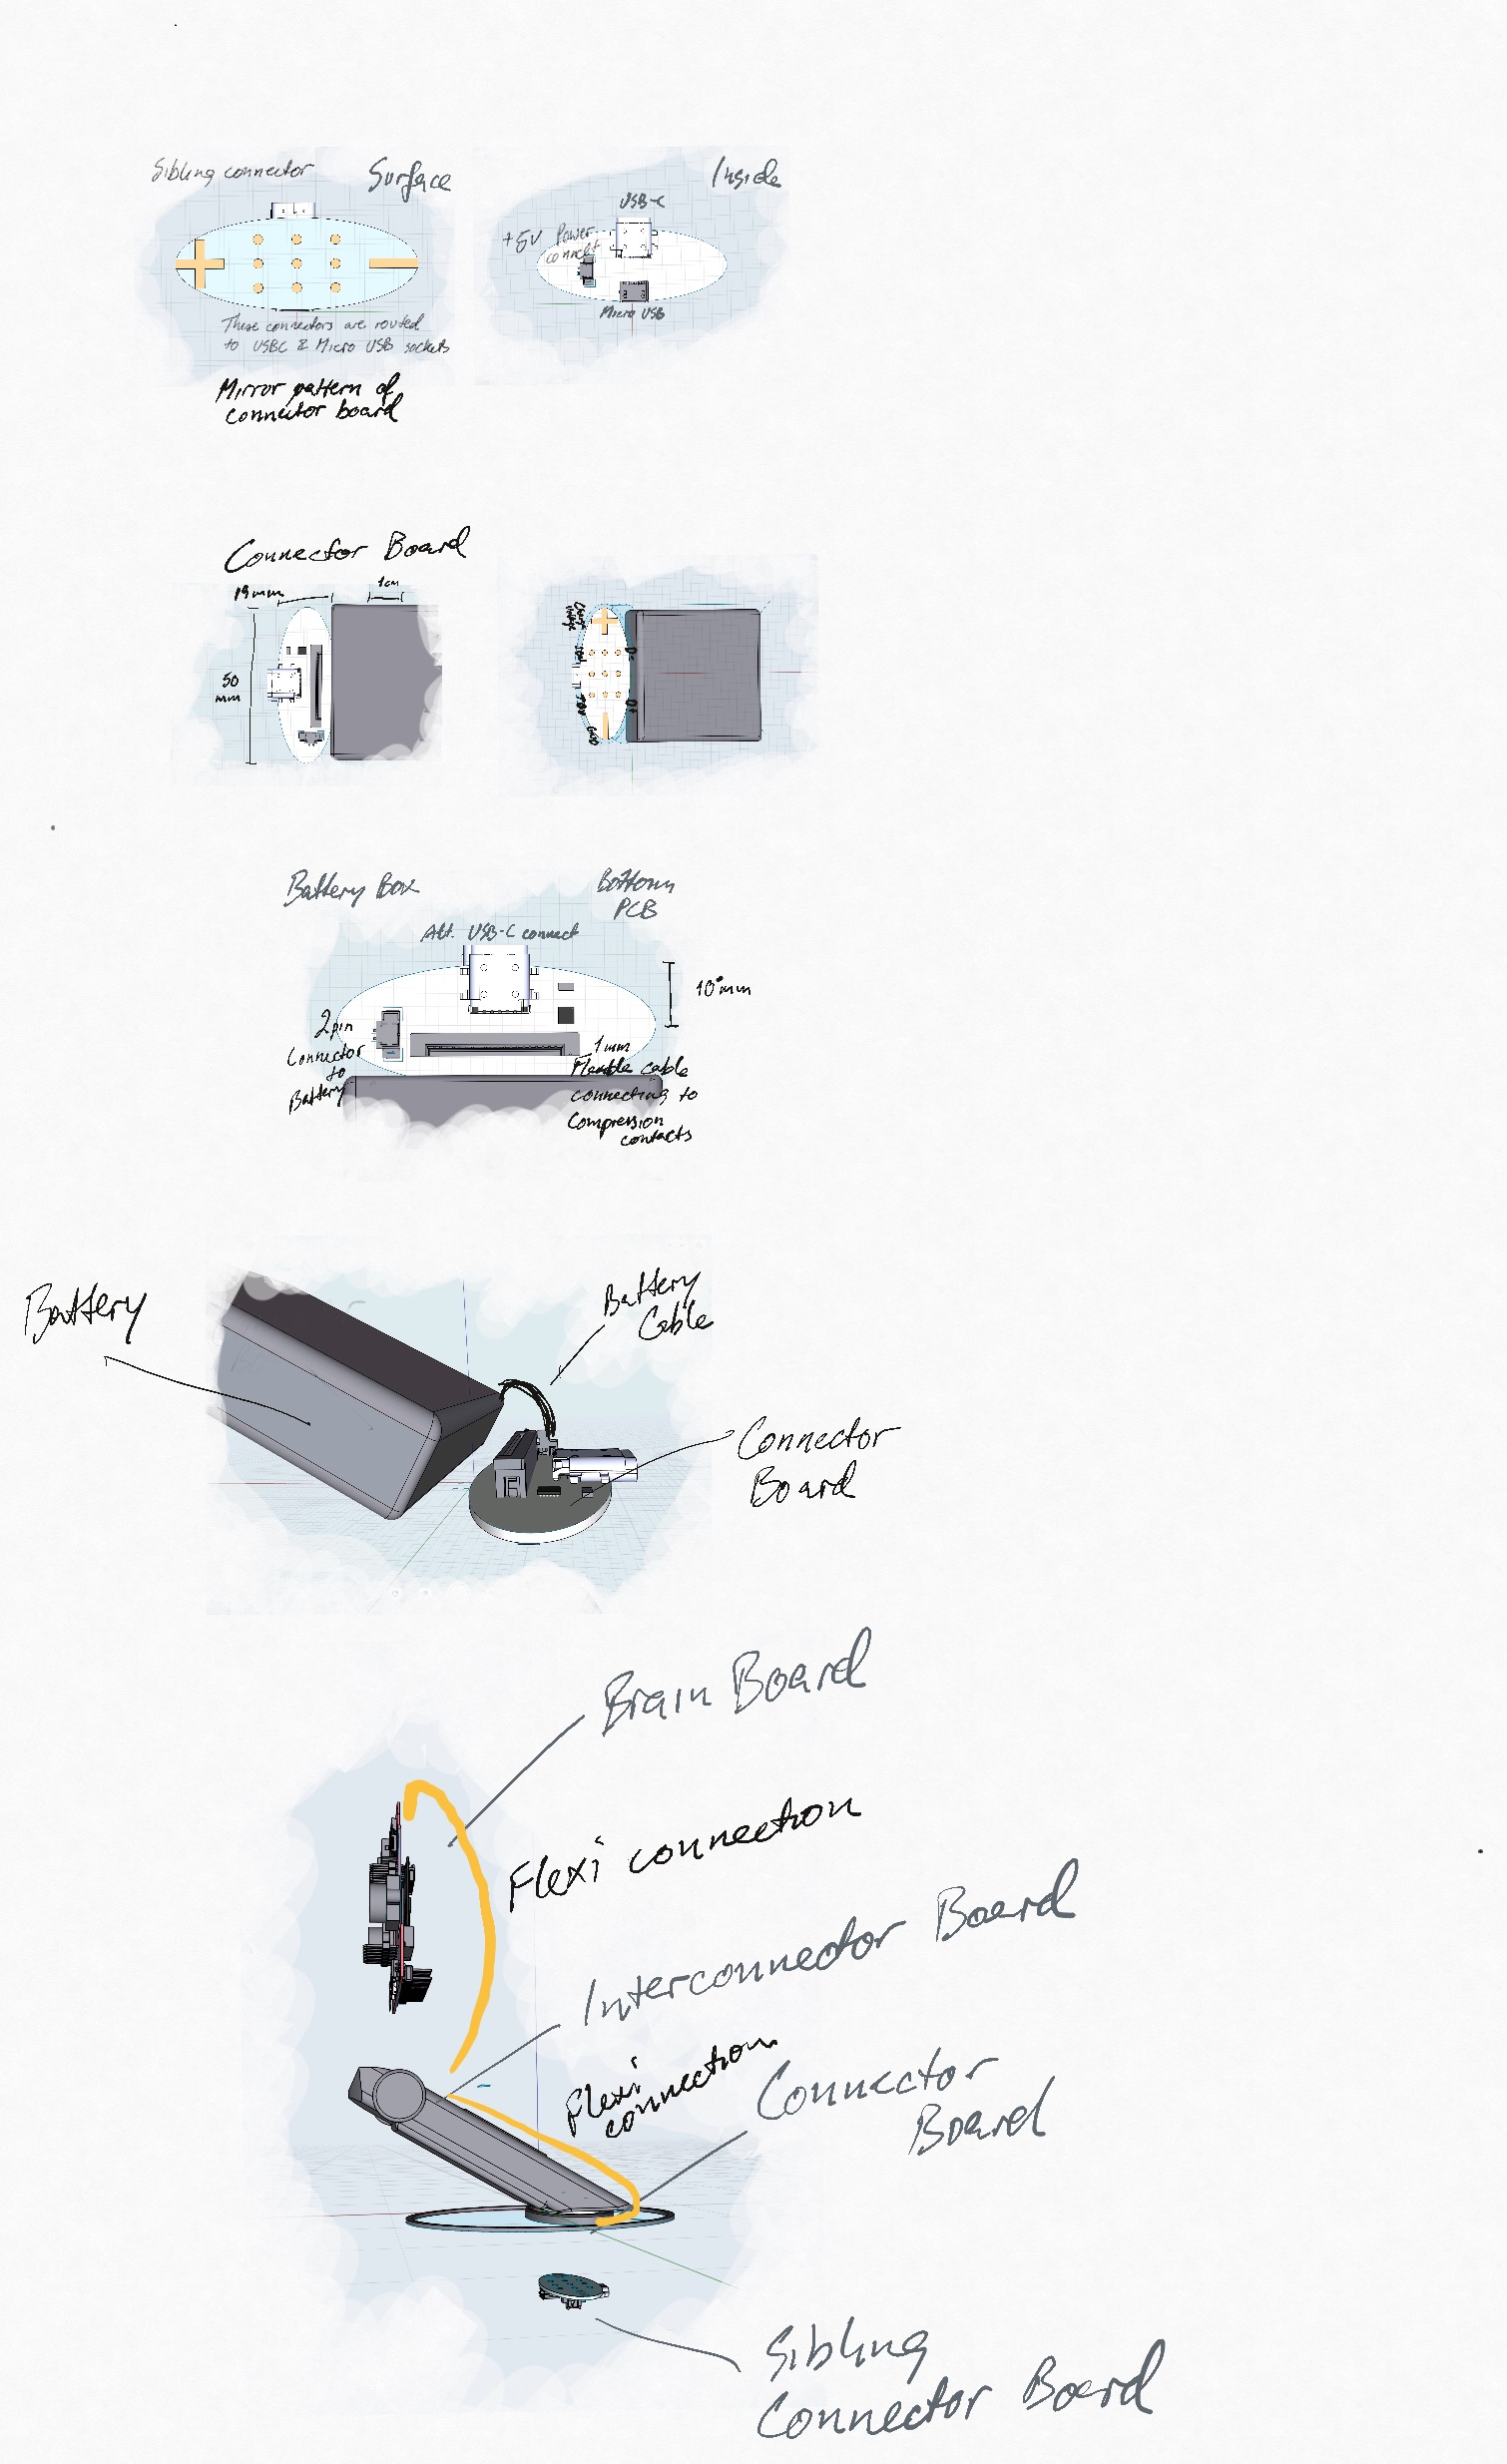 Sibling connector
Surface
Inside
USB-C
+5V Power
connect
Micro USB
These connectors are routed
to USBC & Micro USB sockets
Mirror pattern of
connector board
Connector Board
19mm
1cm
50
mm
GND
Battery Box
Bottom
PCB
Alt. USB-C connect
10mm
2pin
Connector
to
Battery
1mm
Flexible cable
connecting to
Compression
contacts
Battery
Battery
Cable
Connector
Board
Brain Board
Flexi connection
Interconnector Board
Flexi
connection
Connector
Board
Sibling
Connector Board